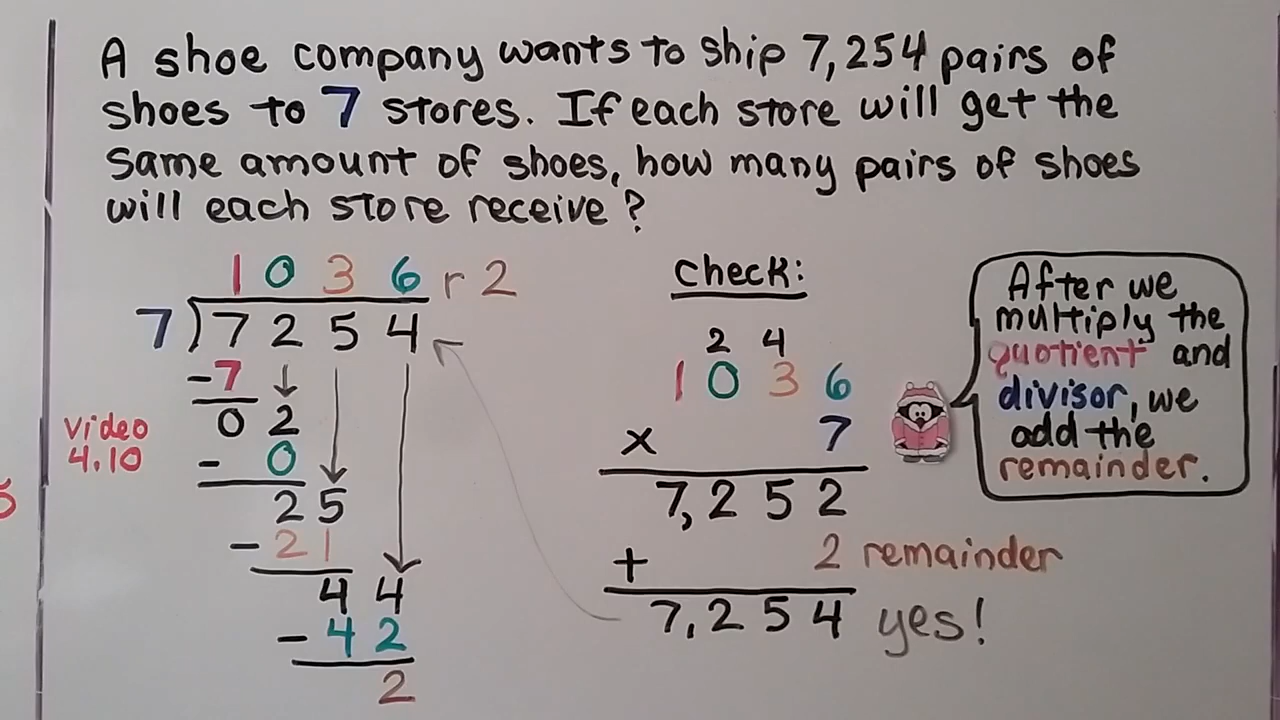 A shoe company wants to ship 7,254 pairs of
shoes to 7 stores. If each store will get the
same amount of shoes, how many pairs of shoes
will each store receive?
1 0 3 6 r 2
7 ) 7 2 5 4
-7
0 2
- 0
2 5
- 2 1
4 4
- 4 2
2
video
4.10
check:
2 4
1 0 3 6
x 7
7,2 5 2
+ 2 remainder
7,2 5 4 yes!
After we
multiply the
quotient and
divisor, we
add the
remainder.